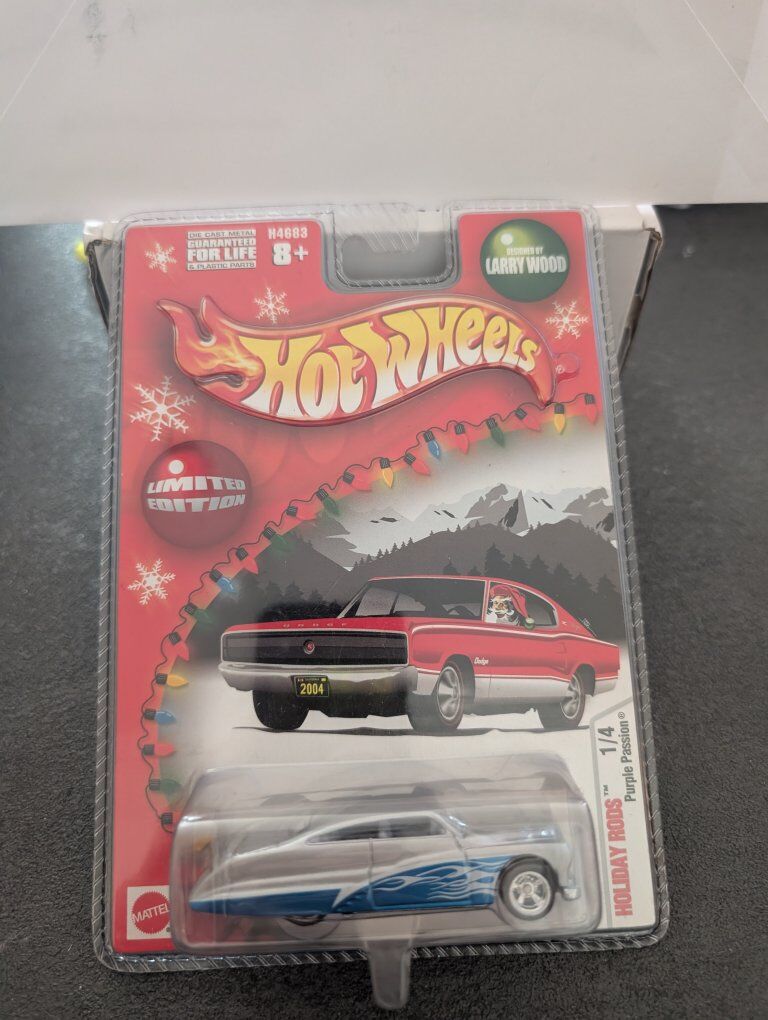 DIE CAST METAL
GUARANTEED
FOR LIFE
& PLASTIC PARTS
H4683
8+
DESIGNED BY
LARRY WOOD
HOT WHEELS
LIMITED
EDITION
DODGE
Dodge
2004
HOLIDAY RODS™ 1/4
Purple Passion®
MATTEL